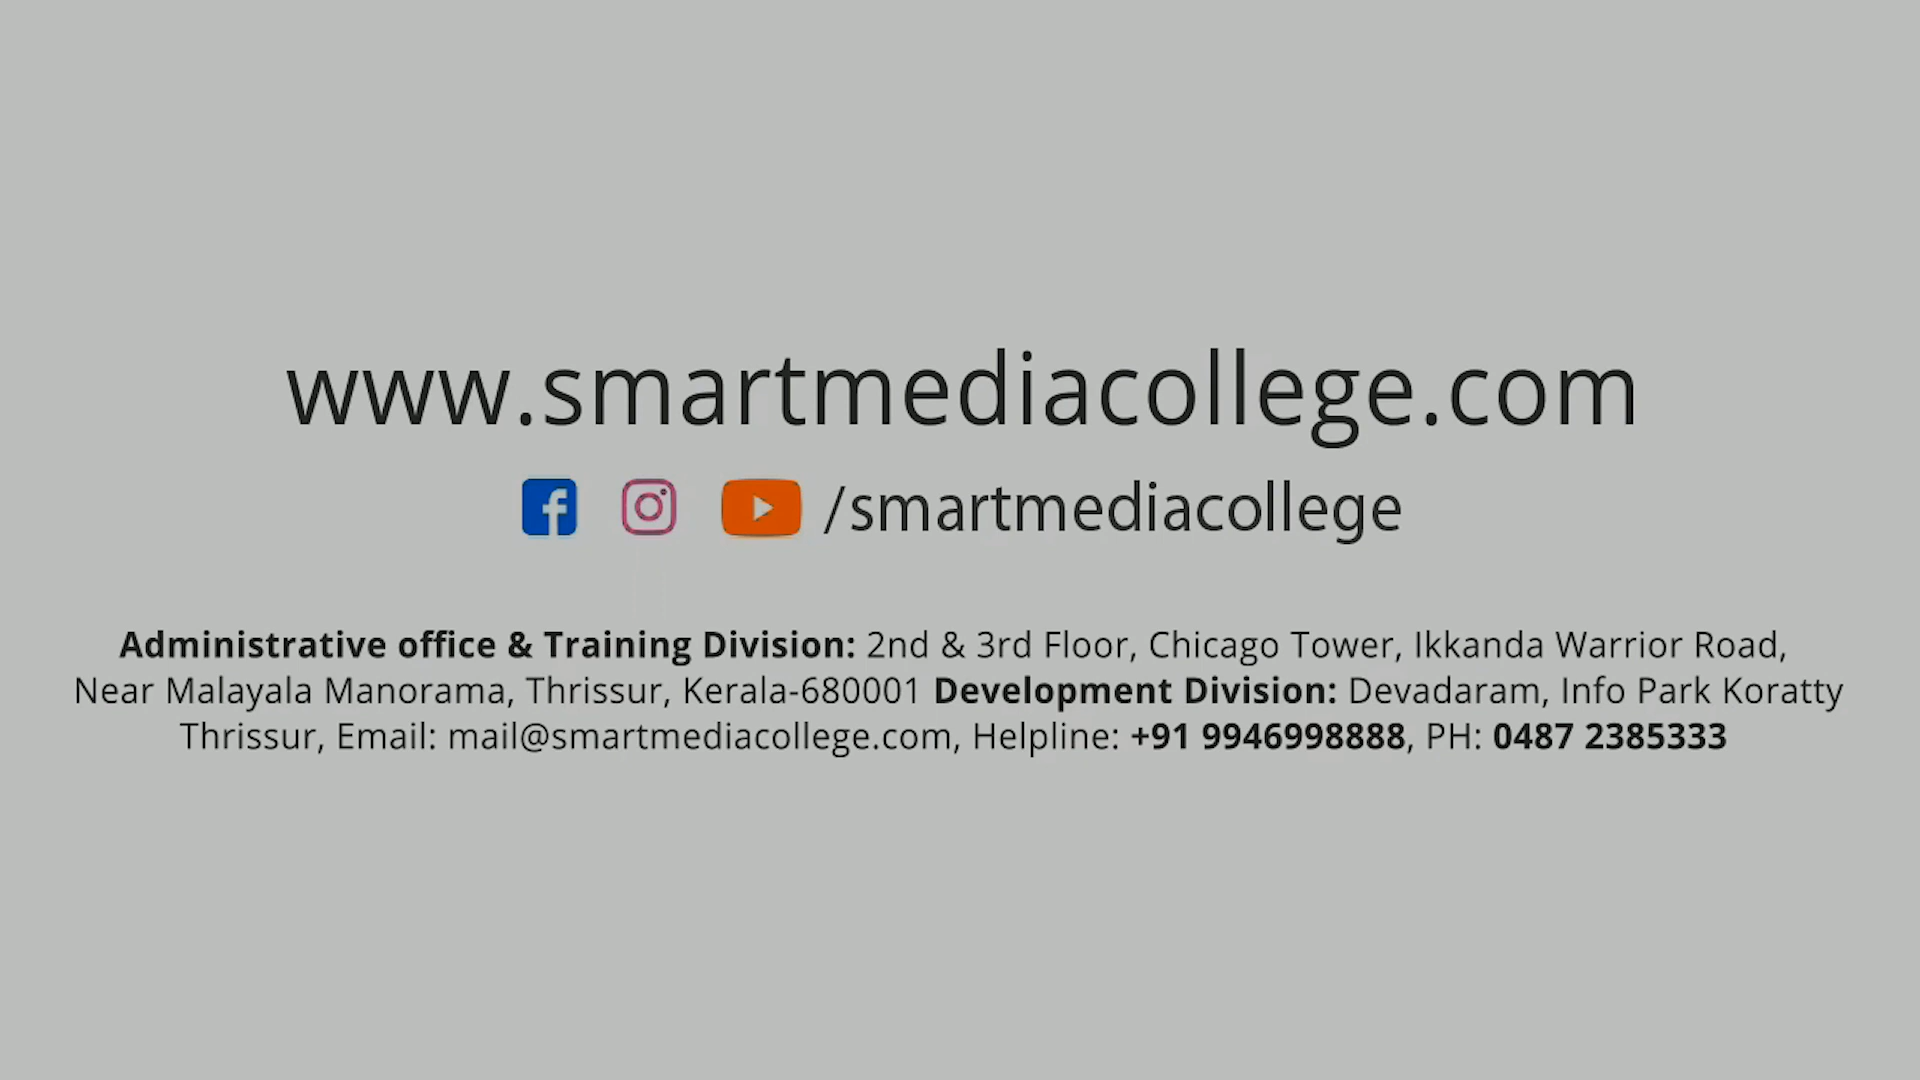 www.smartmediacollege.com
/smartmediacollege
Administrative office & Training Division: 2nd & 3rd Floor, Chicago Tower, Ikkanda Warrior Road,
Near Malayala Manorama, Thrissur, Kerala-680001 Development Division: Devadaram, Info Park Koratty
Thrissur, Email: mail@smartmediacollege.com, Helpline: +91 9946998888, PH: 0487 2385333